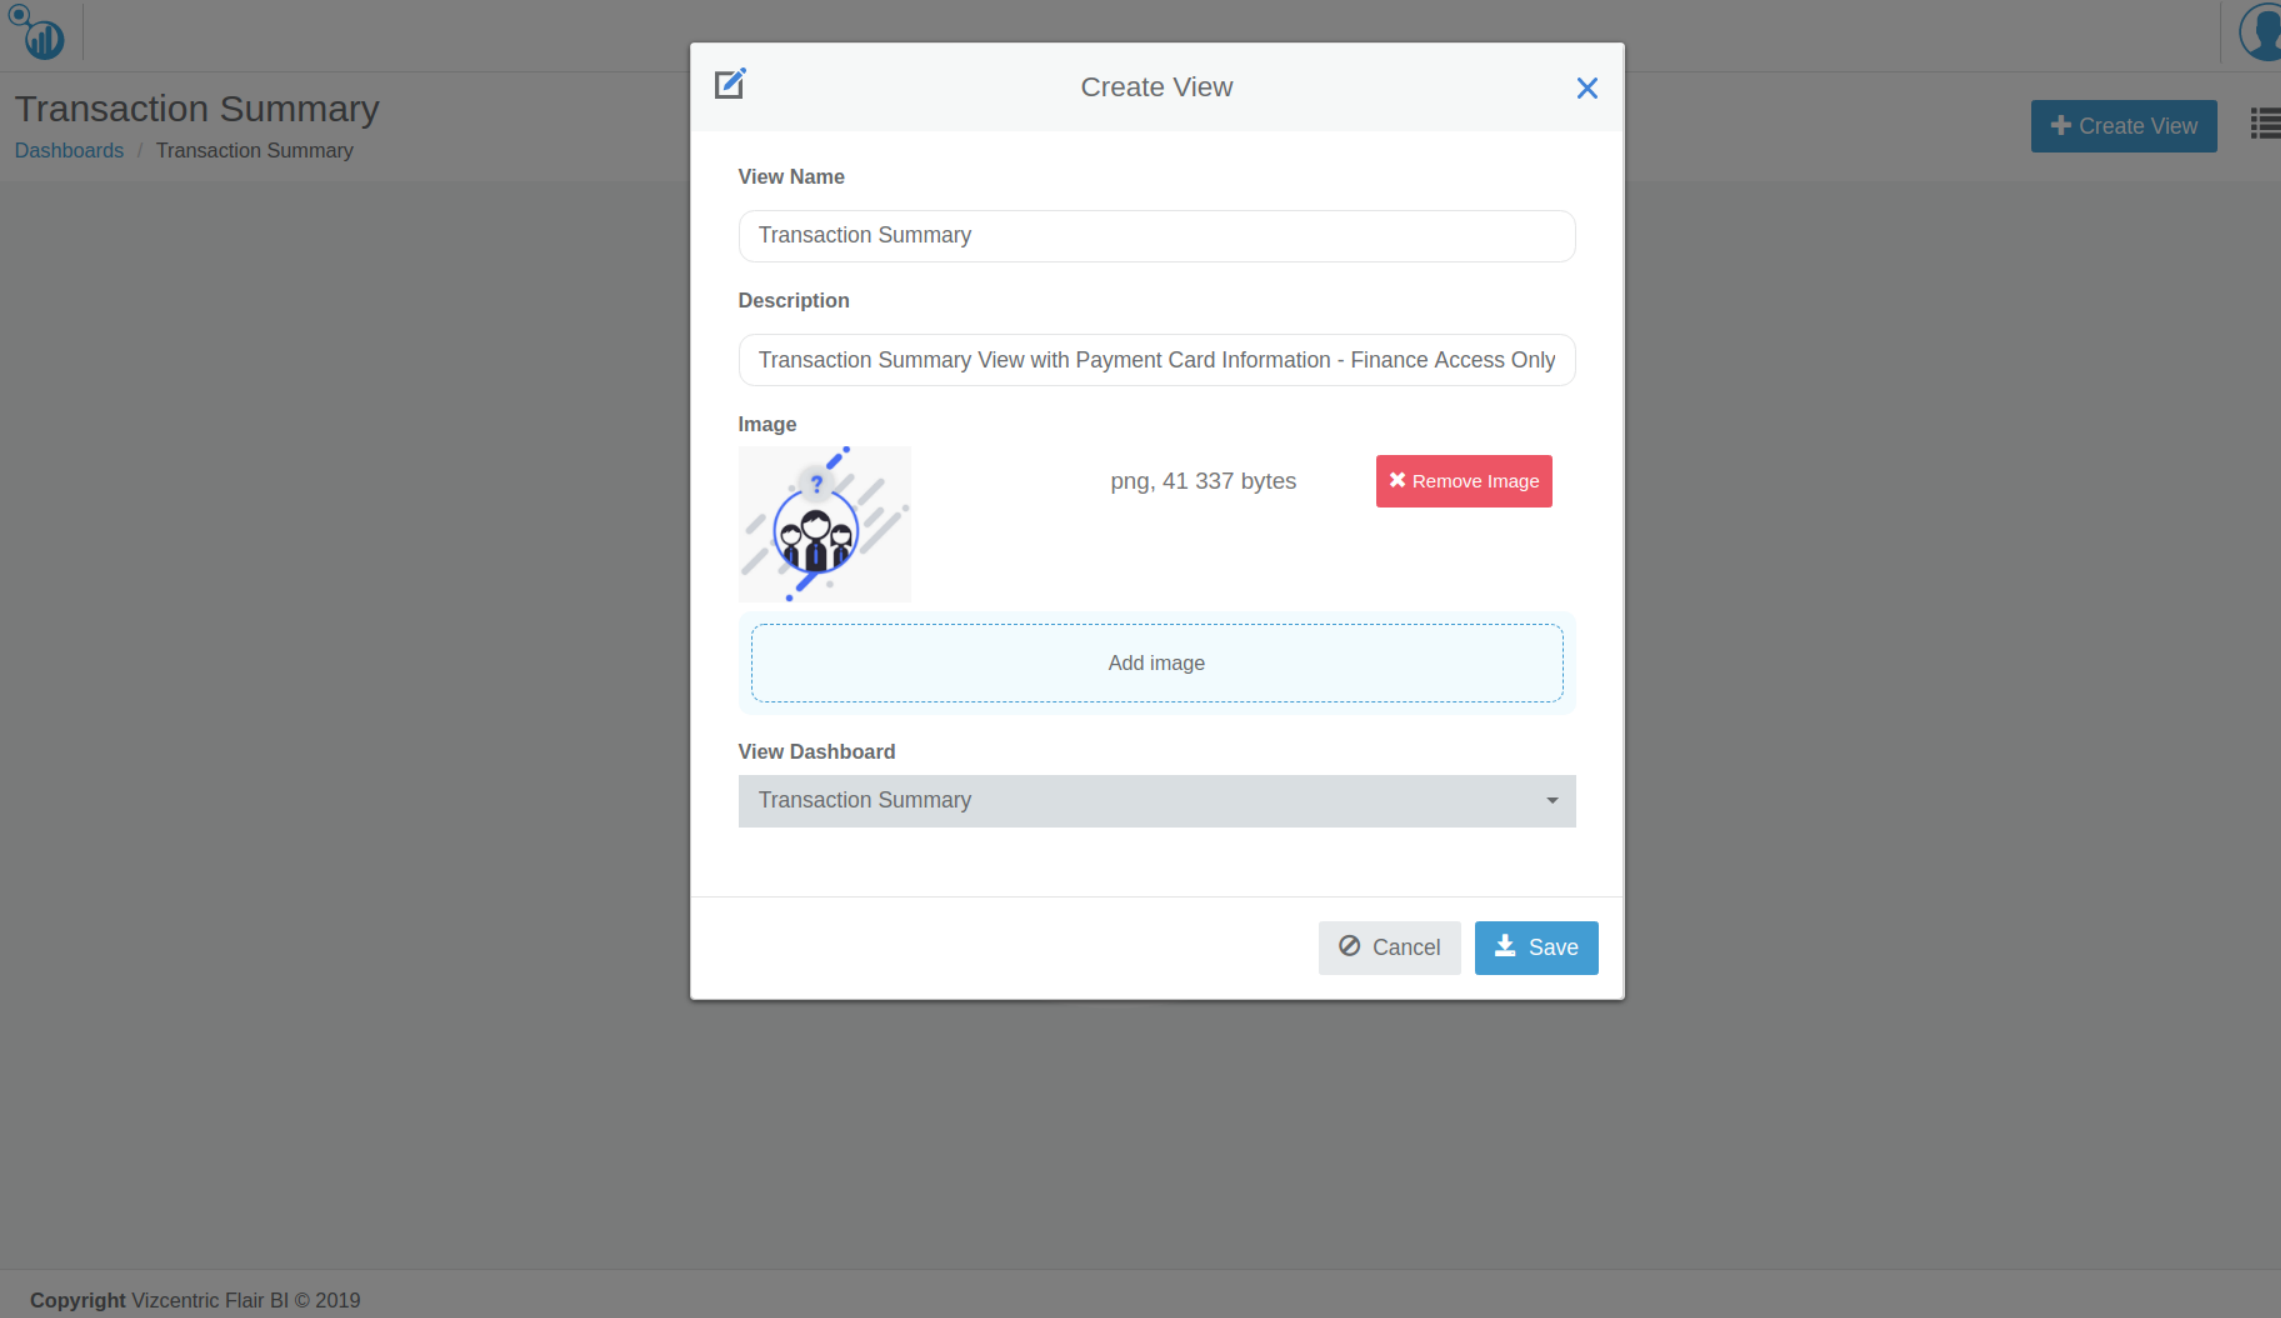 Transaction Summary
Dashboards / Transaction Summary
Create View
Create View
View Name
Transaction Summary
Description
Transaction Summary View with Payment Card Information - Finance Access Only
Image
?
png, 41 337 bytes
Remove Image
Add image
View Dashboard
Transaction Summary
Cancel
Save
Copyright Vizcentric Flair BI © 2019